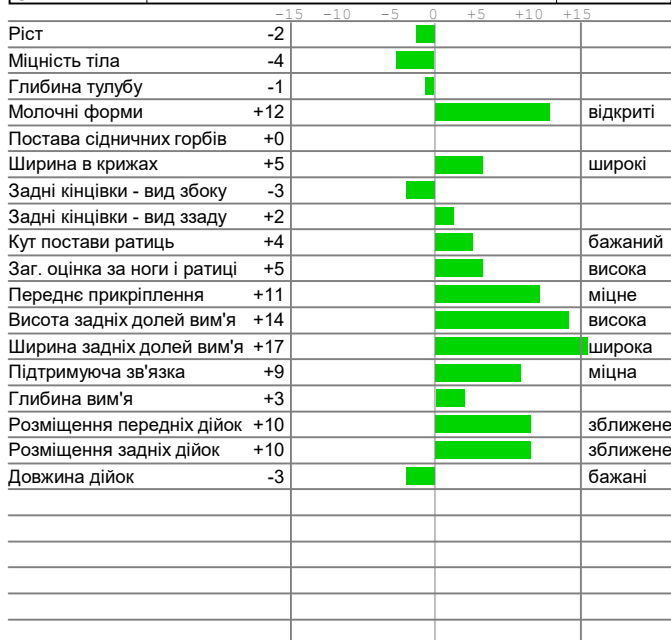 -15 -10 -5 0 +5 +10 +15
Ріст -2
Міцність тіла -4
Глибина тулубу -1
Молочні форми +12 відкриті
Постава сідничних горбів +0
Ширина в крижах +5 широкі
Задні кінцівки - вид збоку -3
Задні кінцівки - вид ззаду +2
Кут постави ратиць +4 бажаний
Заг. оцінка за ноги і ратиці +5 висока
Переднє прикріплення +11 міцне
Висота задніх долей вим'я +14 висока
Ширина задніх долей вим'я +17 широка
Підтримуюча зв'язка +9 міцна
Глибина вим'я +3
Розміщення передніх дійок +10 зближене
Розміщення задніх дійок +10 зближене
Довжина дійок -3 бажані